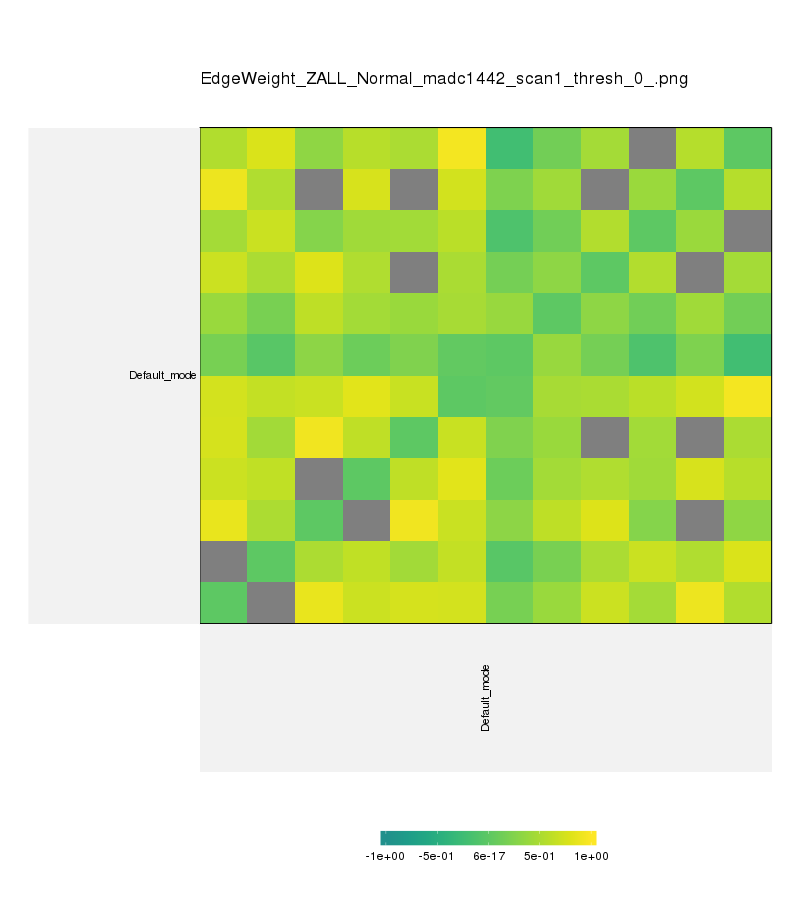 EdgeWeight_ZALL_Normal_madc1442_scan1_thresh_0_.png
Default_mode
Default_mode
-1e+00 -5e-01 6e-17 5e-01 1e+00